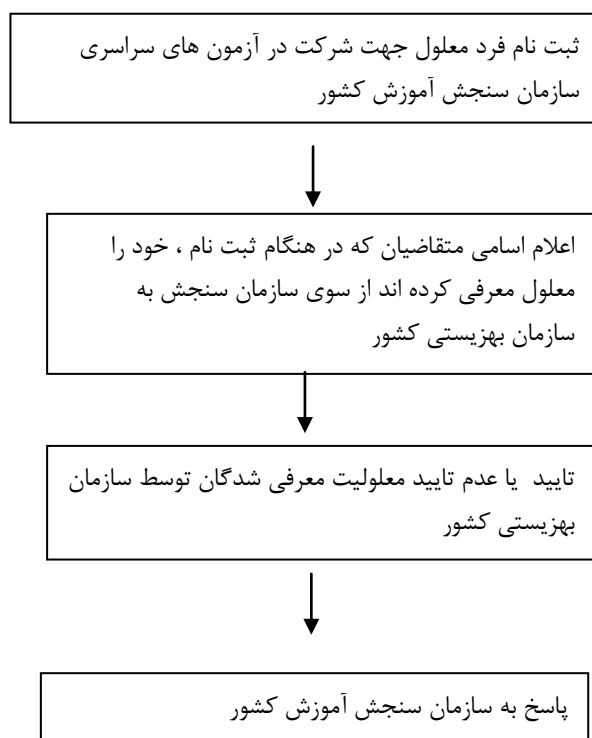 ثبت نام فرد معلول جهت شرکت در آزمون های سراسری
سازمان سنجش آموزش کشور
اعلام اسامی متقاضیان که در هنگام ثبت نام ، خود را
معلول معرفی کرده اند از سوی سازمان سنجش به
سازمان بهزیستی کشور
تایید یا عدم تایید معلولیت معرفی شدگان توسط سازمان
بهزیستی کشور
پاسخ به سازمان سنجش آموزش کشور